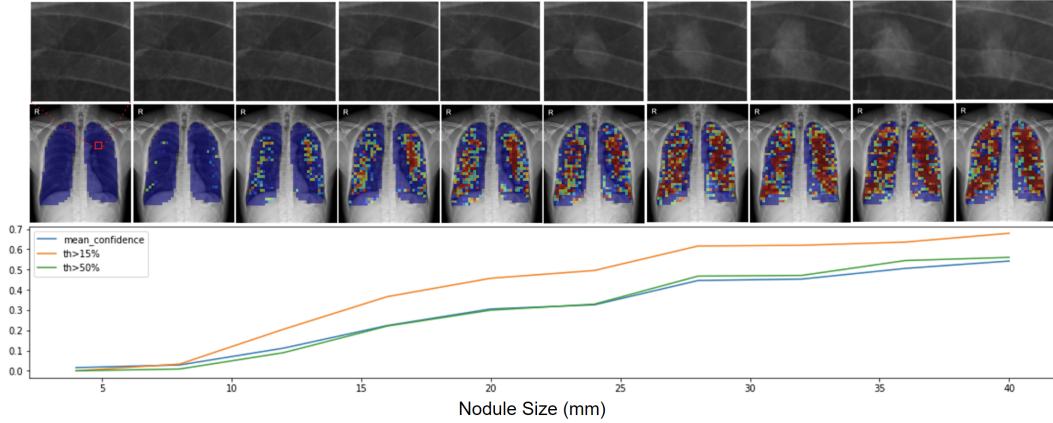 R R R R R R R R R R
0.7
0.6
0.5
0.4
0.3
0.2
0.1
0.0
mean_confidence
th>15%
th>50%
5 10 15 20 25 30 35 40
Nodule Size (mm)